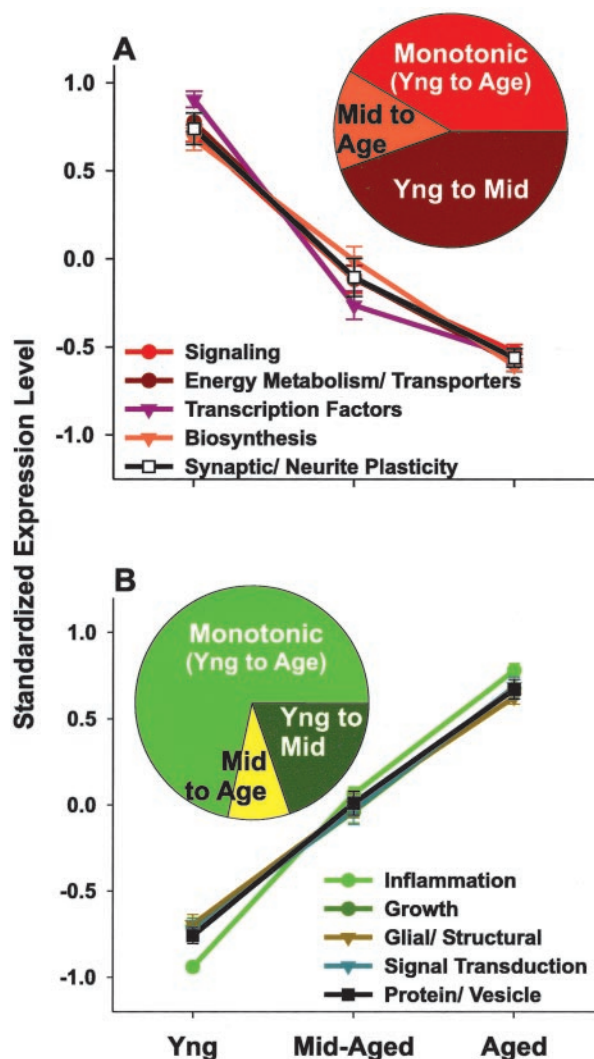 A
Monotonic
(Yng to Age)
Mid to
Age
Yng to Mid
1.0
0.5
0.0
-0.5
-1.0
Signaling
Energy Metabolism/ Transporters
Transcription Factors
Biosynthesis
Synaptic/ Neurite Plasticity
Standardized Expression Level
B
Monotonic
(Yng to Age)
Yng to
Mid
Mid
to Age
1.0
0.5
0.0
-0.5
-1.0
Inflammation
Growth
Glial/ Structural
Signal Transduction
Protein/ Vesicle
Yng Mid-Aged Aged